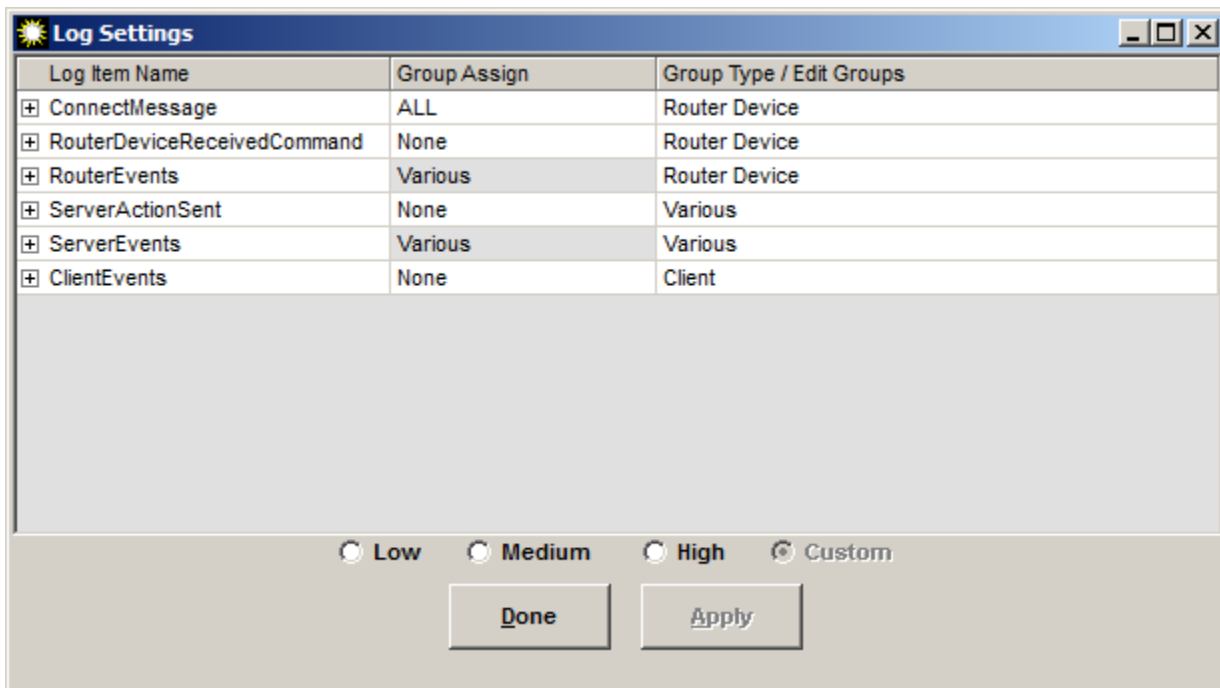 Log Settings
Log Item Name Group Assign Group Type / Edit Groups
ConnectMessage ALL Router Device
RouterDeviceReceivedCommand None Router Device
RouterEvents Various Router Device
ServerActionSent None Various
ServerEvents Various Various
ClientEvents None Client
Low Medium High Custom
Done Apply